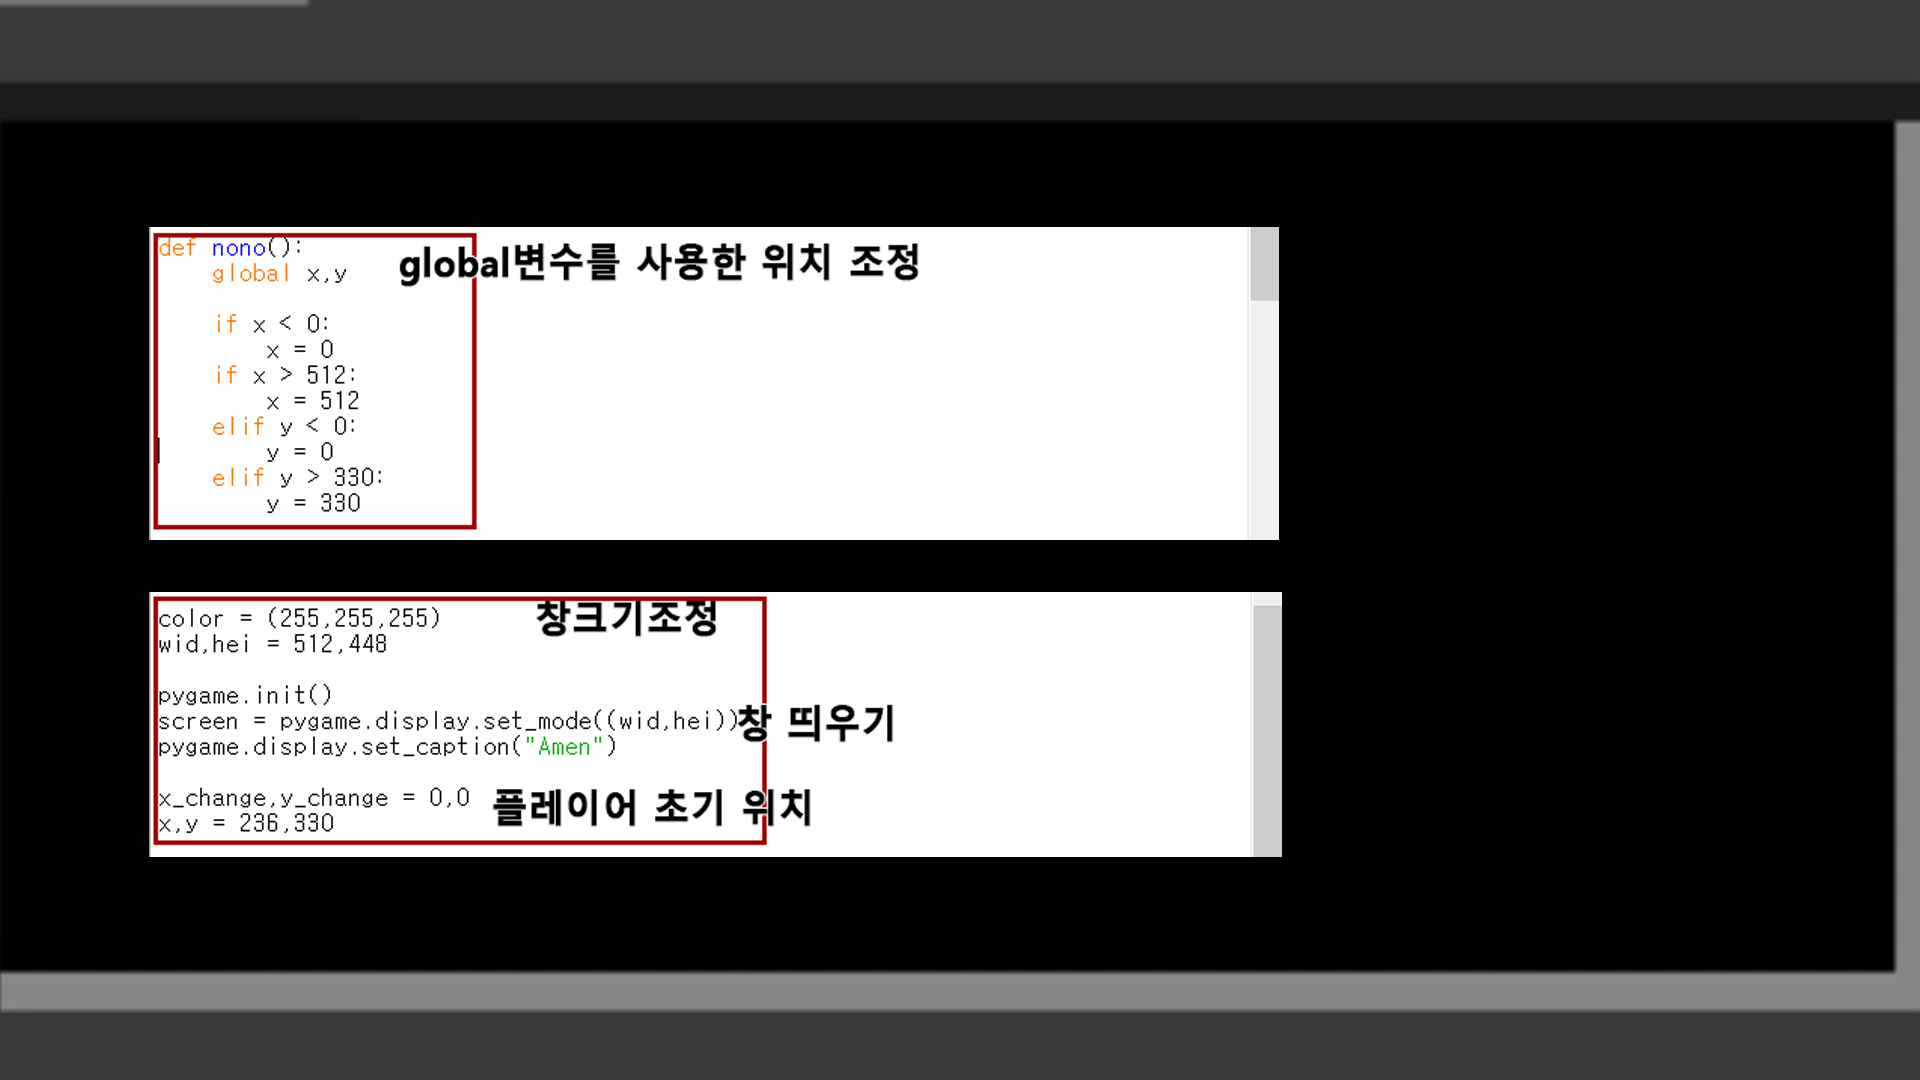 def nono():
global x,y
global변수를 사용한 위치 조정
if x < 0:
x = 0
if x > 512:
x = 512
elif y < 0:
y = 0
elif y > 330:
y = 330
color = (255,255,255)
창크기조정
wid,hei = 512,448
pygame.init()
screen = pygame.display.set_mode((wid,hei))
창 띄우기
pygame.display.set_caption("Amen")
x_change,y_change = 0,0
플레이어 초기 위치
x,y = 236,330